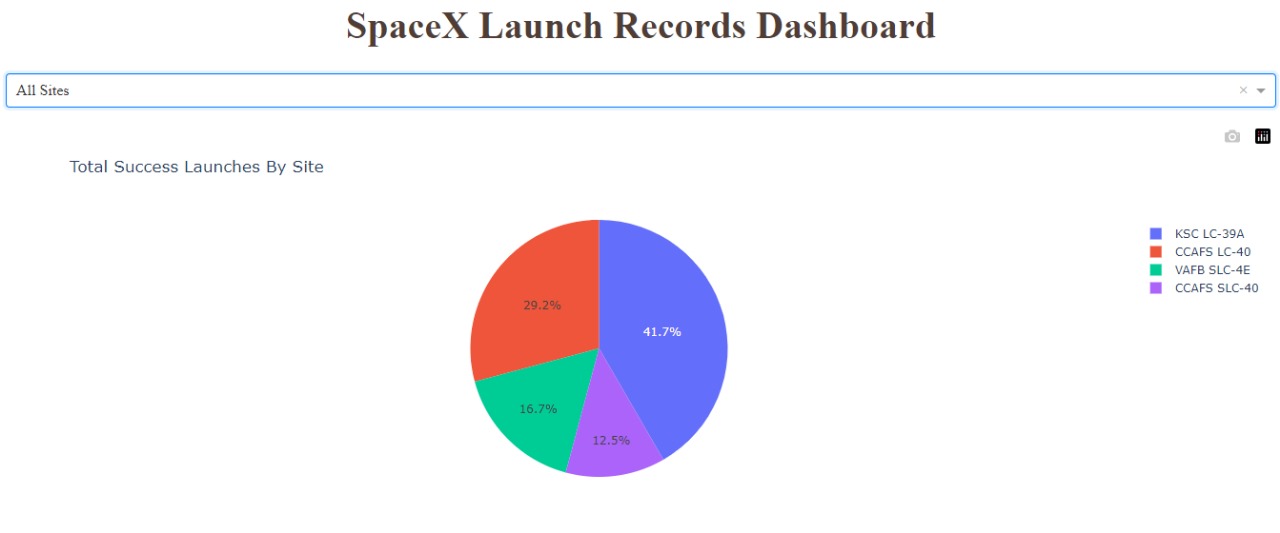 SpaceX Launch Records Dashboard
All Sites
Total Success Launches By Site
KSC LC-39A
CCAFS LC-40
VAFB SLC-4E
CCAFS SLC-40
29.2%
41.7%
16.7%
12.5%